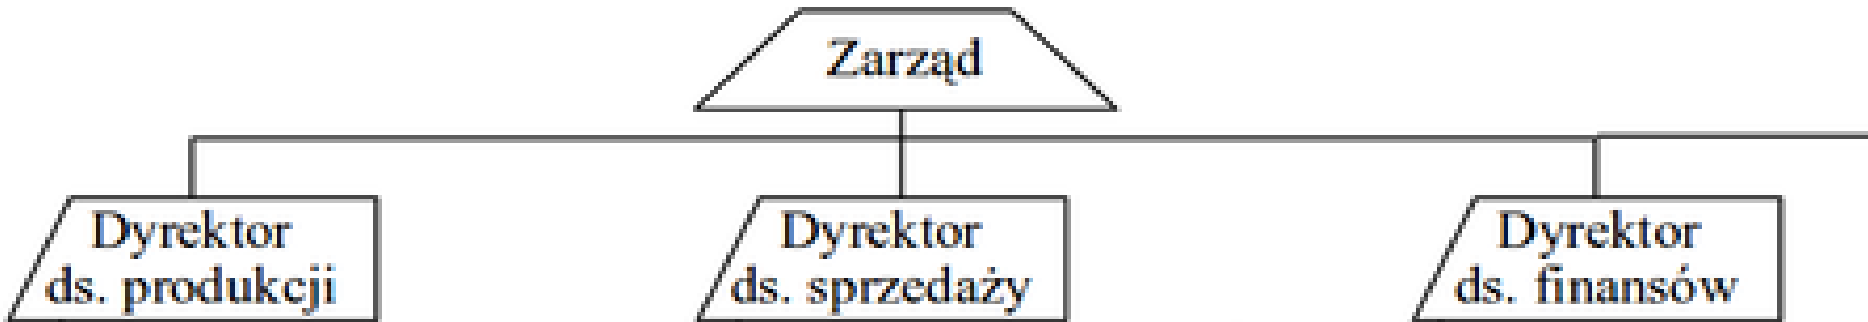 Zarząd
Dyrektor
ds. produkcji
Dyrektor
ds. sprzedaży
Dyrektor
ds. finansów